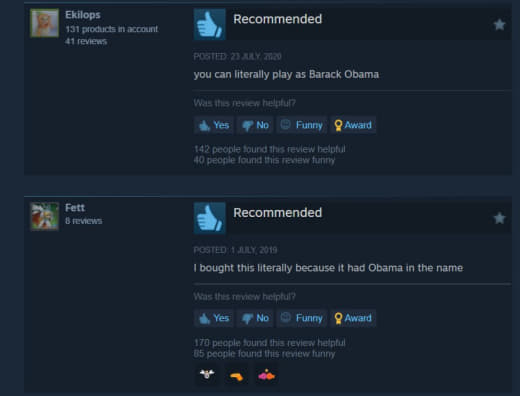 Ekilops
131 products in account
41 reviews
Recommended
POSTED: 23 JULY, 2020
you can literally play as Barack Obama
Was this review helpful?
Yes No Funny Award
142 people found this review helpful
40 people found this review funny
Fett
8 reviews
Recommended
POSTED: 1 JULY, 2019
I bought this literally because it had Obama in the name
Was this review helpful?
Yes No Funny Award
170 people found this review helpful
85 people found this review funny